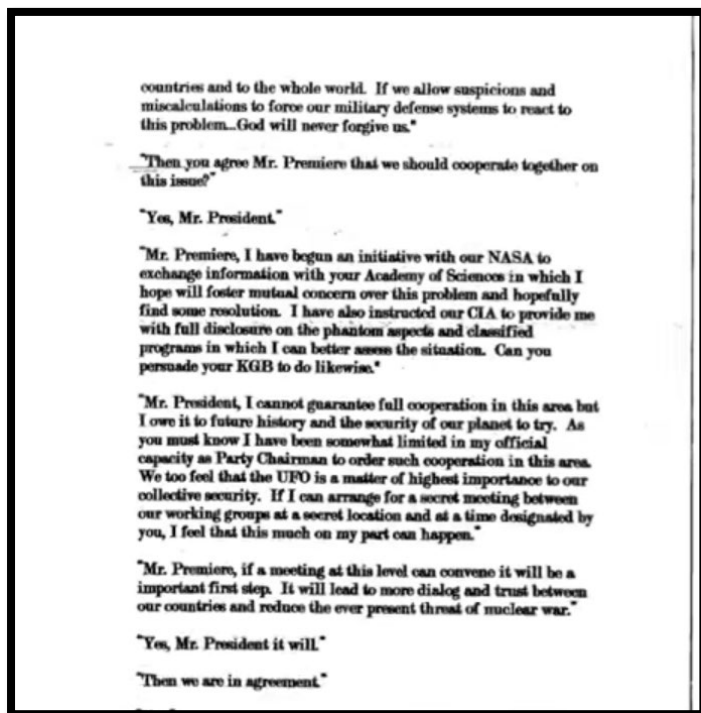 countries and to the whole world. If we allow suspicions and
miscalculations to force our military defense systems to react to
this problem...God will never forgive us."
"Then you agree Mr. Premiere that we should cooperate together on
this issue?"
"Yes, Mr. President."
"Mr. Premiere, I have begun an initiative with our NASA to
exchange information with your Academy of Sciences in which I
hope will foster mutual concern over this problem and hopefully
find some resolution. I have also instructed our CIA to provide me
with full disclosure on the phantom aspects and classified
programs in which I can better assess the situation. Can you
persuade your KGB to do likewise."
"Mr. President, I cannot guarantee full cooperation in this area but
I owe it to future history and the security of our planet to try. As
you must know I have been somewhat limited in my official
capacity as Party Chairman to order such cooperation in this area.
We too feel that the UFO is a matter of highest importance to our
collective security. If I can arrange for a secret meeting between
our working groups at a secret location and at a time designated by
you, I feel that this much on my part can happen."
"Mr. Premiere, if a meeting at this level can convene it will be a
important first step. It will lead to more dialog and trust between
our countries and reduce the ever present threat of nuclear war."
"Yes, Mr. President it will."
"Then we are in agreement."